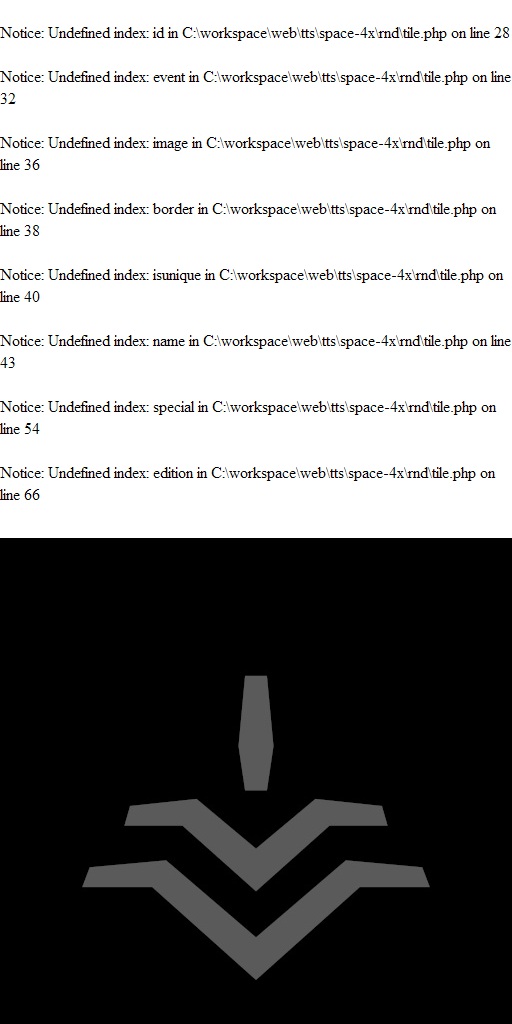 Notice: Undefined index: id in C:\workspace\web\tts\space-4x\rnd\tile.php on line 28
Notice: Undefined index: event in C:\workspace\web\tts\space-4x\rnd\tile.php on line
32
Notice: Undefined index: image in C:\workspace\web\tts\space-4x\rnd\tile.php on
line 36
Notice: Undefined index: border in C:\workspace\web\tts\space-4x\rnd\tile.php on
line 38
Notice: Undefined index: isunique in C:\workspace\web\tts\space-4x\rnd\tile.php on
line 40
Notice: Undefined index: name in C:\workspace\web\tts\space-4x\rnd\tile.php on line
43
Notice: Undefined index: special in C:\workspace\web\tts\space-4x\rnd\tile.php on
line 54
Notice: Undefined index: edition in C:\workspace\web\tts\space-4x\rnd\tile.php on
line 66